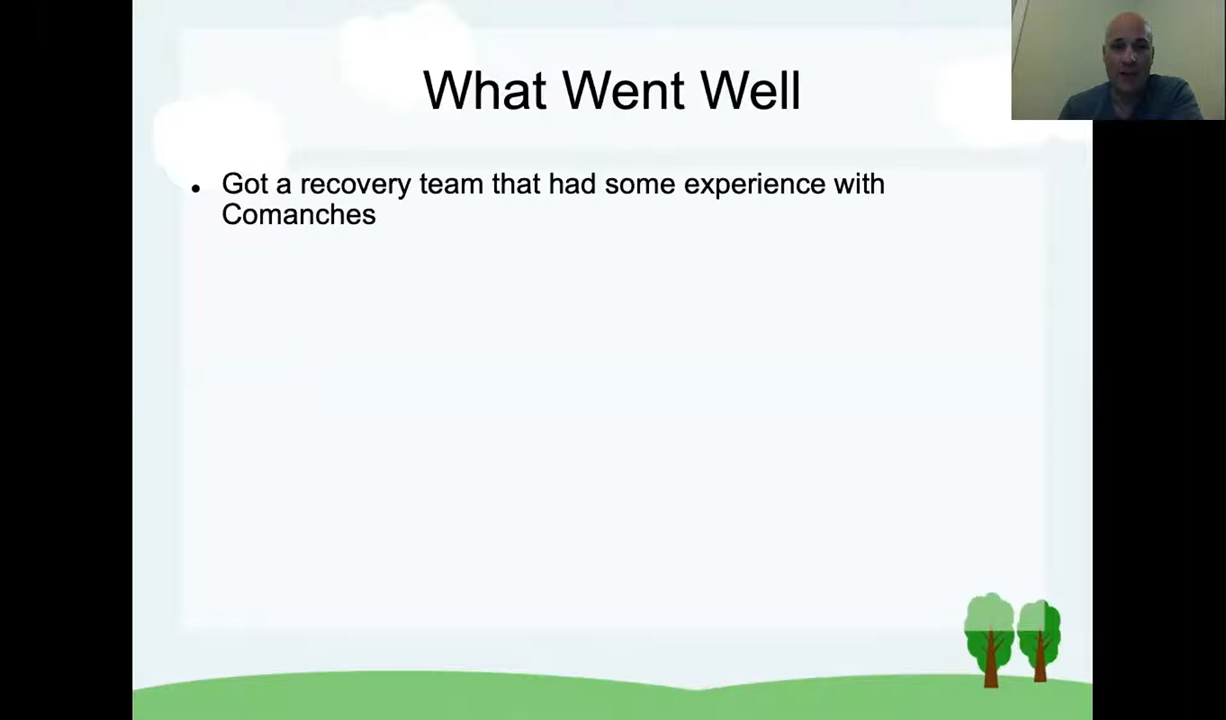 What Went Well
• Got a recovery team that had some experience with
Comanches